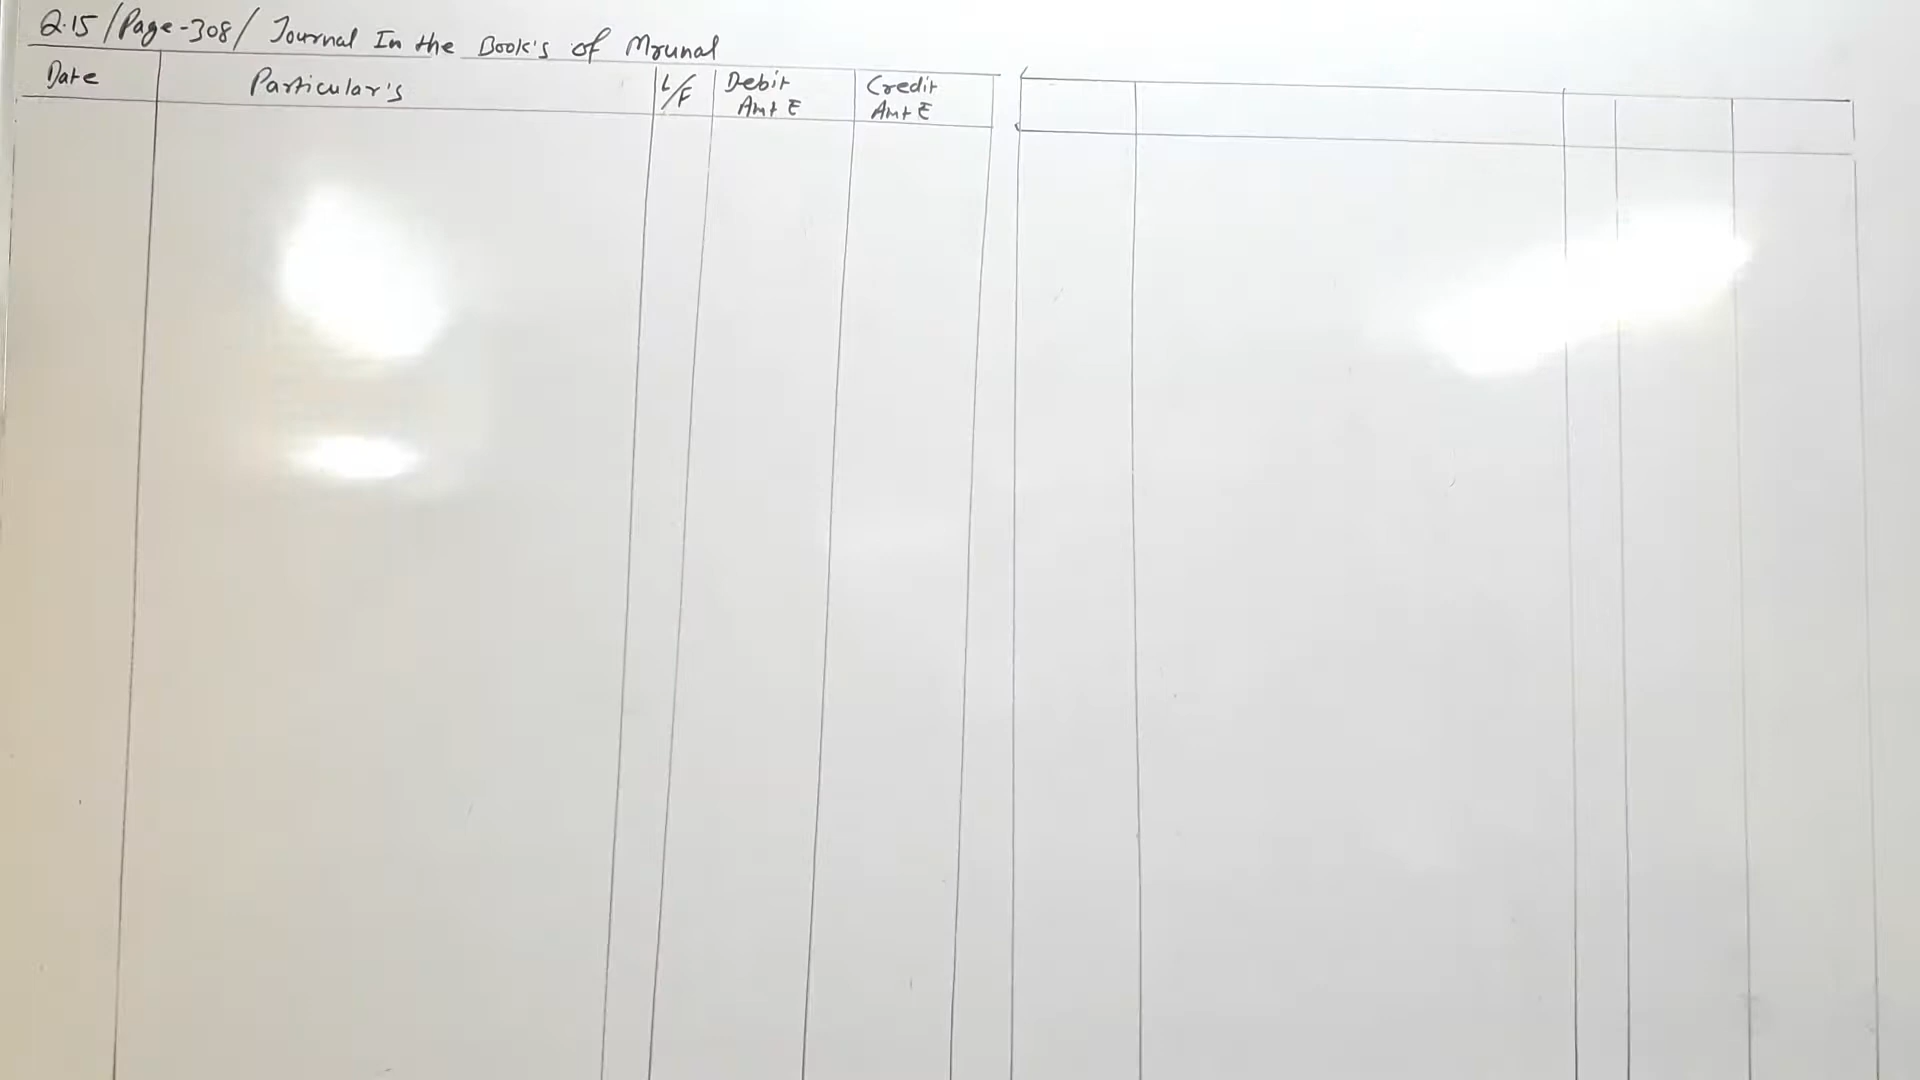 Q.15 /Page-308/ Journal In the Book's of Mrunal
Date Particular's L/F Debit Amt ₹ Credit Amt ₹